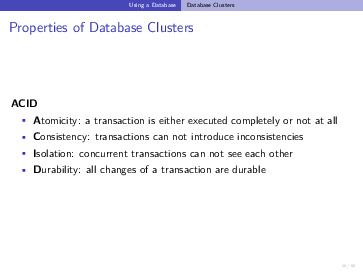 Using a Database Database Clusters
Properties of Database Clusters
ACID
Atomicity: a transaction is either executed completely or not at all
Consistency: transactions can not introduce inconsistencies
Isolation: concurrent transactions can not see each other
Durability: all changes of a transaction are durable